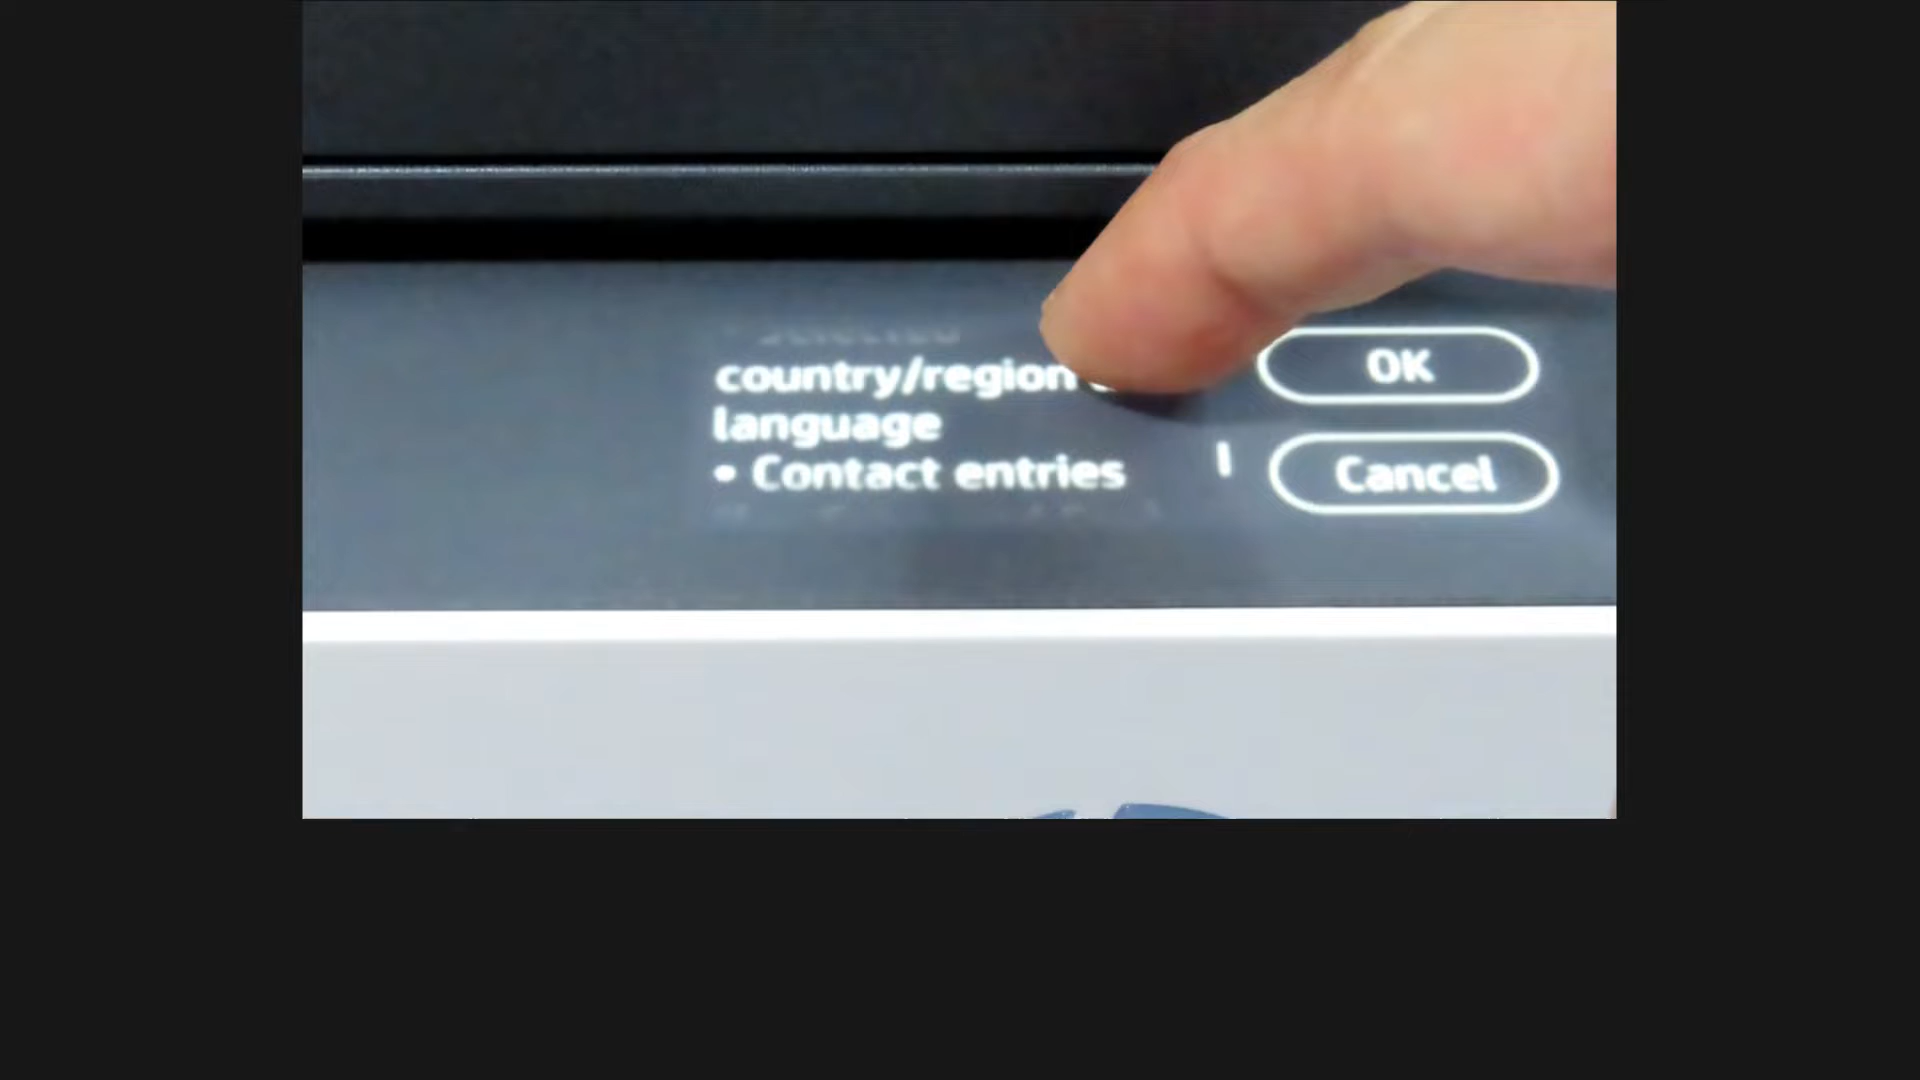 country/region
language
• Contact entries
OK
Cancel